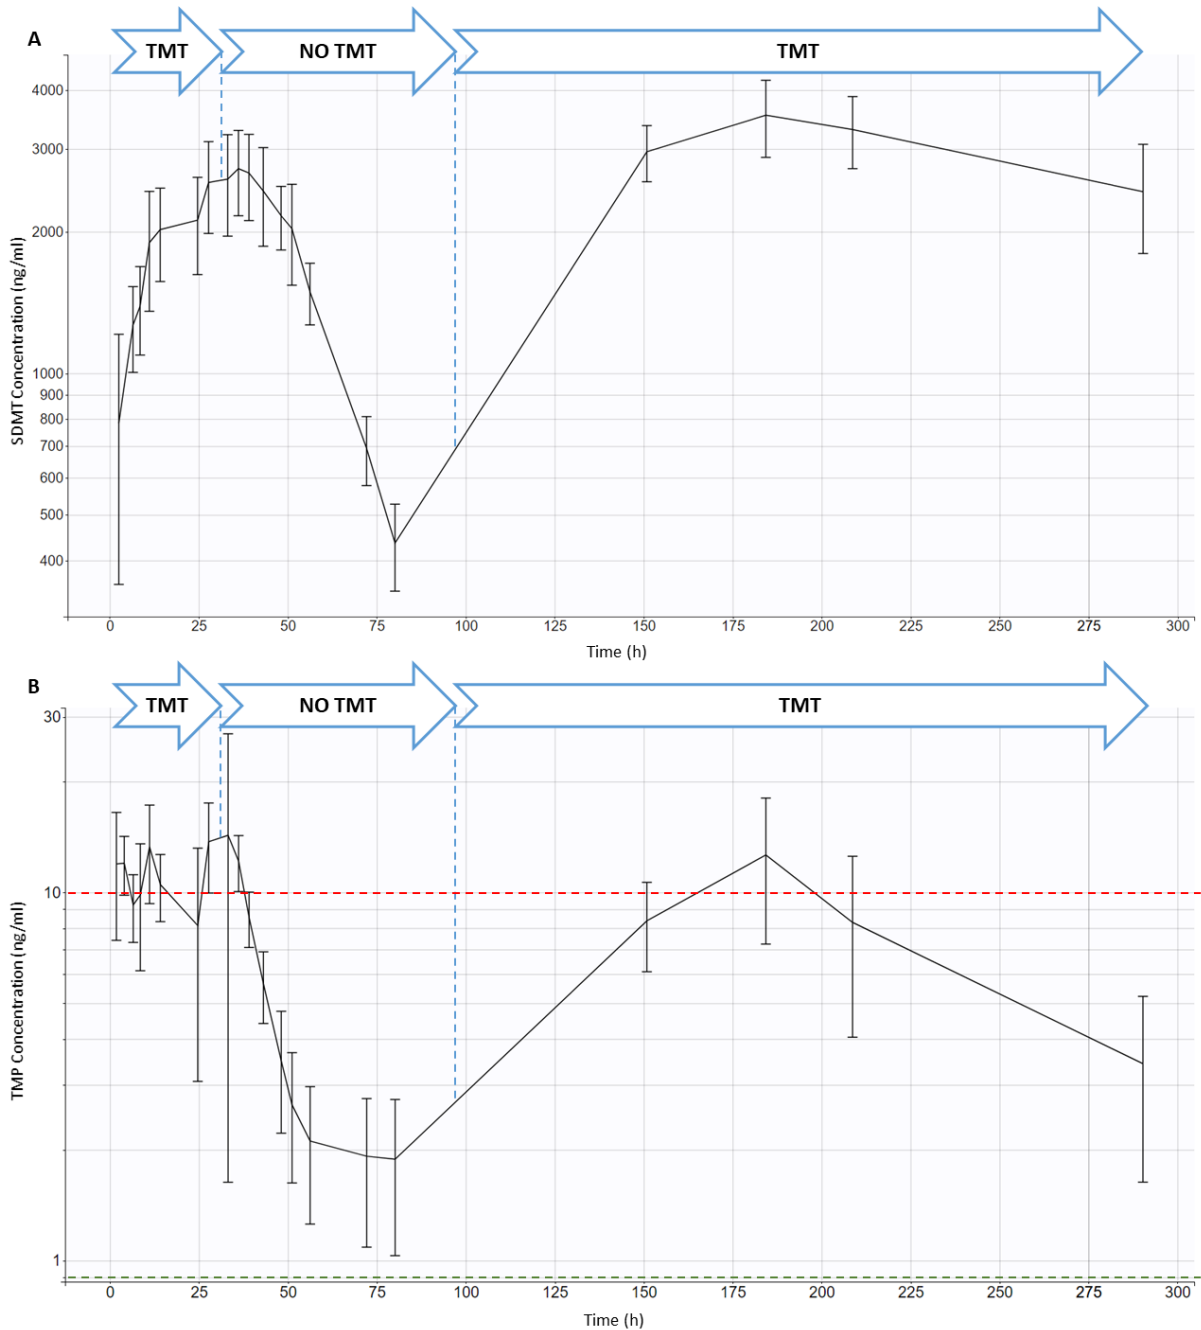 A
TMT
NO TMT
TMT
4000
3000
2000
1000
900
800
700
600
500
400
SDMT Concentration (ng/ml)
0 25 50 75 100 125 150 175 200 225 250 275 300
Time (h)
B
TMT
NO TMT
TMT
30
10
1
TMP Concentration (ng/ml)
0 25 50 75 100 125 150 175 200 225 250 275 300
Time (h)